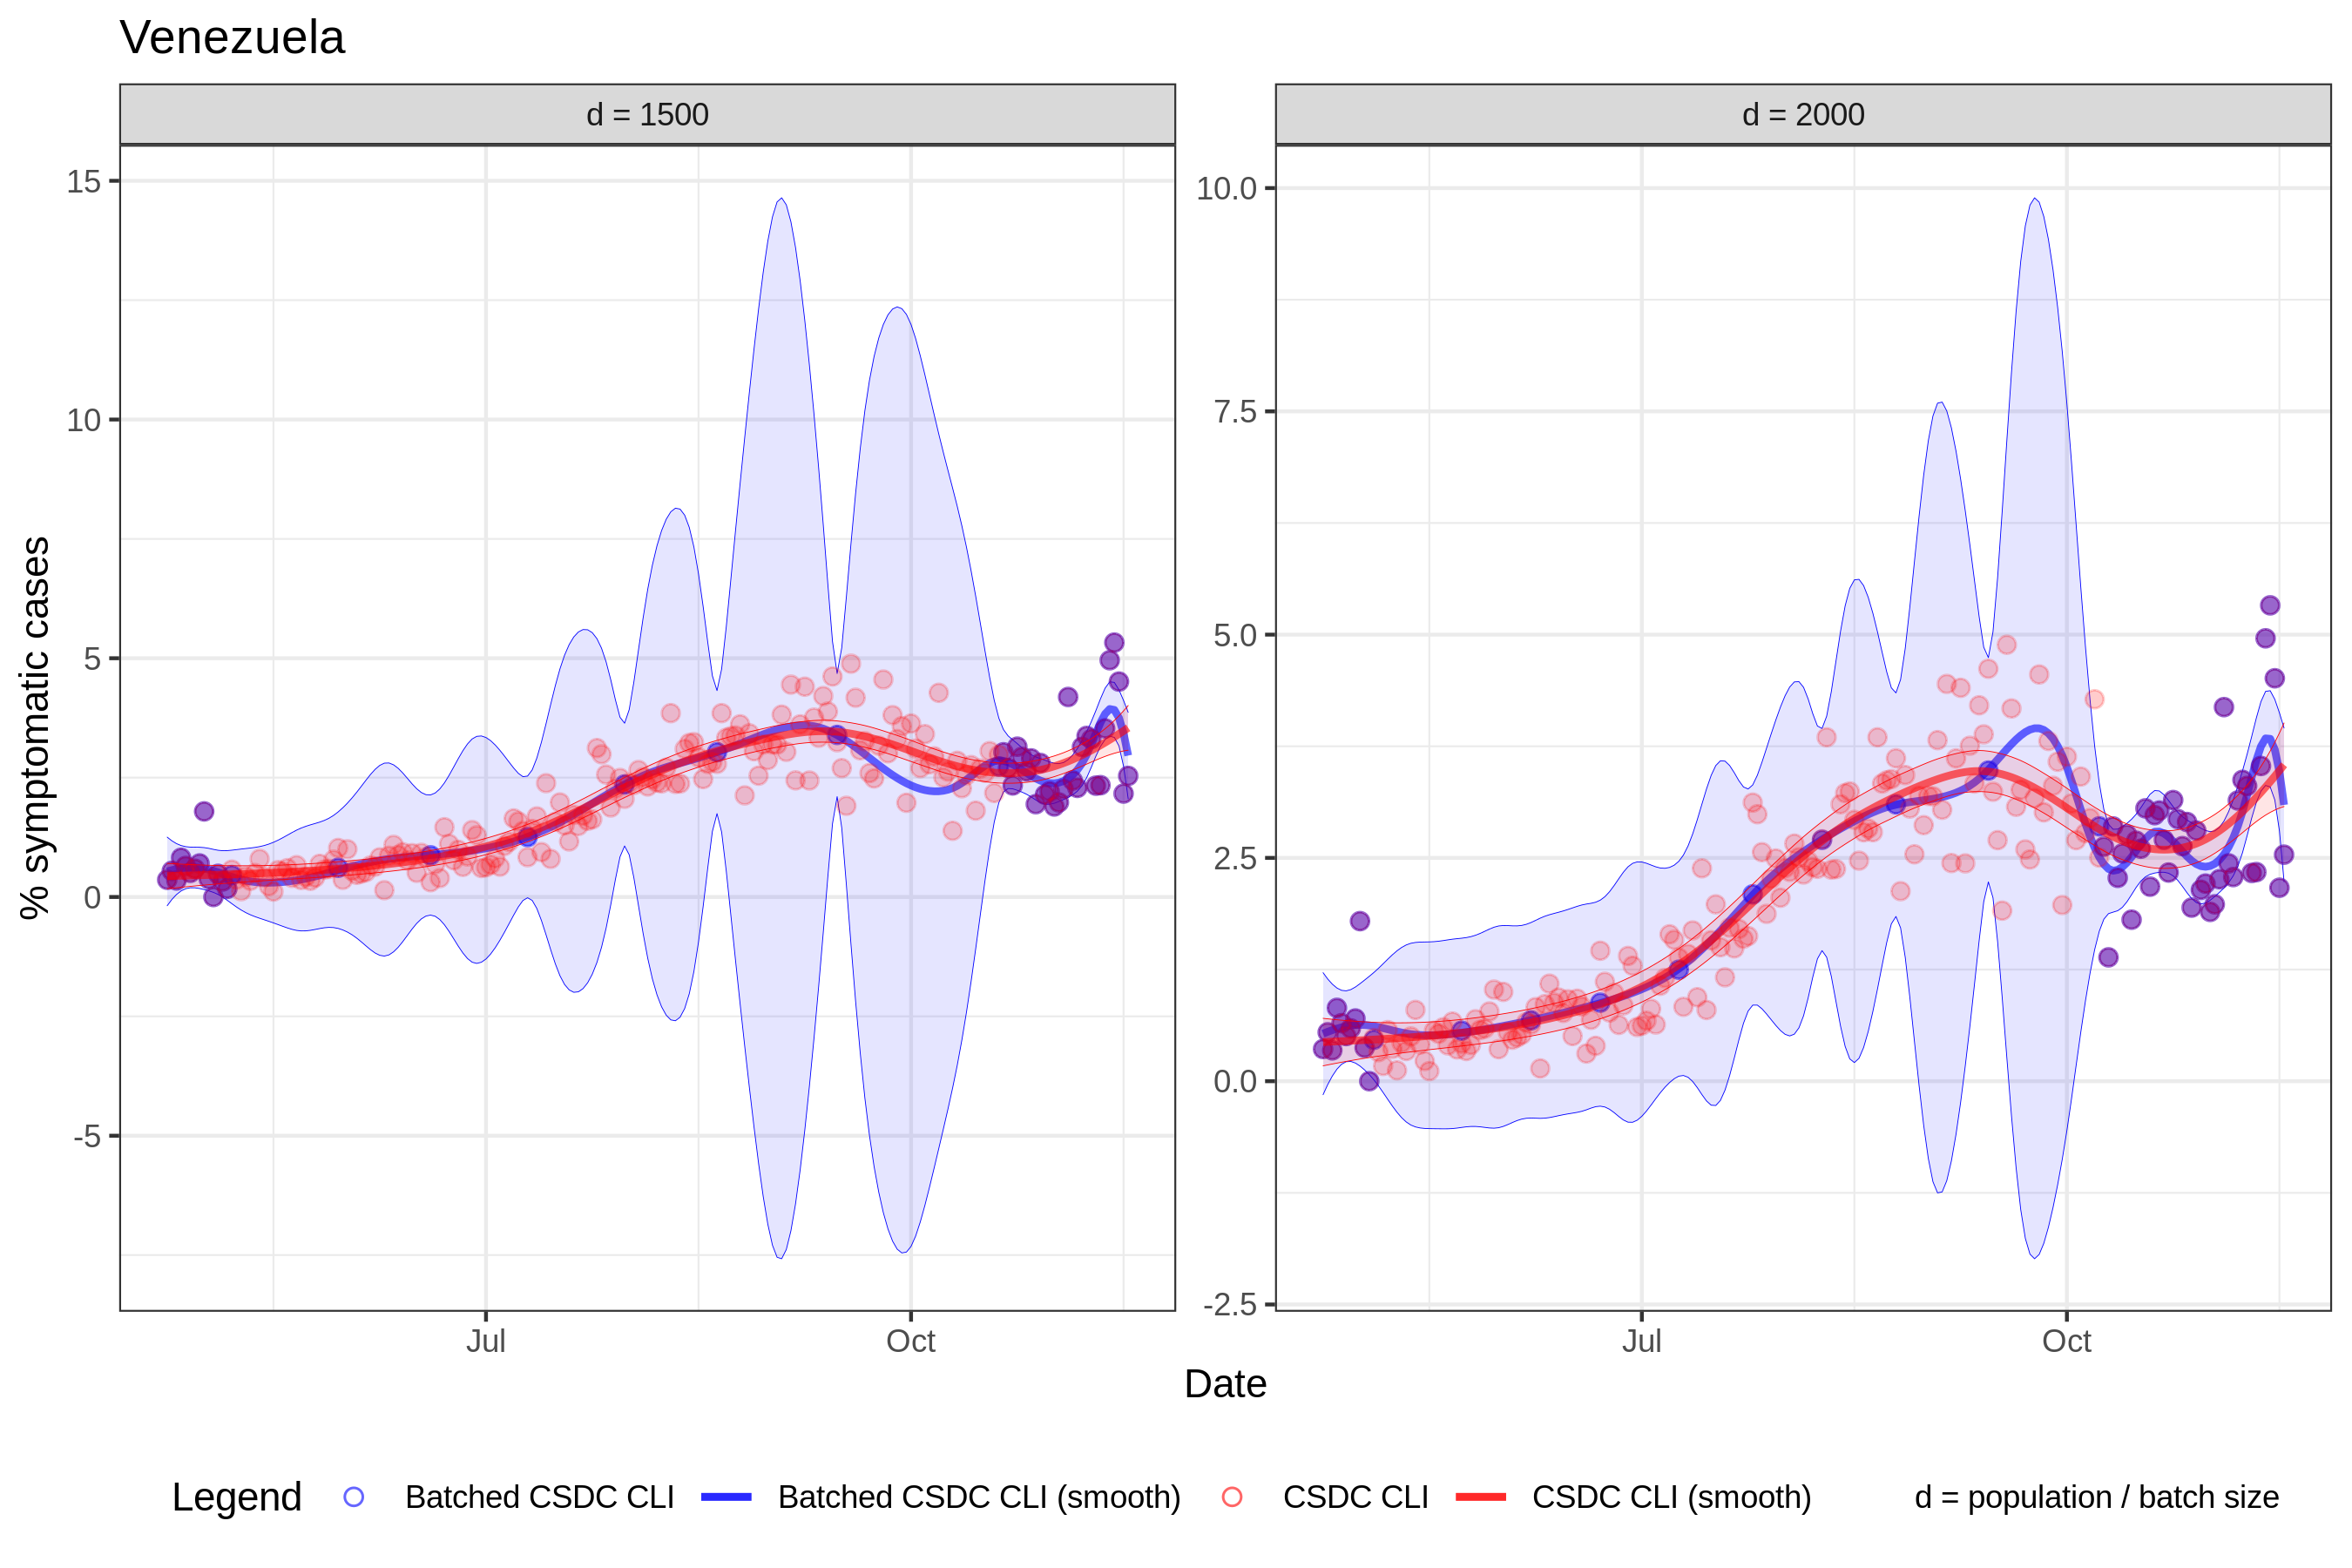 Venezuela
d = 1500
d = 2000
% symptomatic cases
15
10
5
0
-5
10.0
7.5
5.0
2.5
0.0
-2.5
Jul
Oct
Jul
Oct
Date
Legend Batched CSDC CLI Batched CSDC CLI (smooth) CSDC CLI CSDC CLI (smooth) d = population / batch size